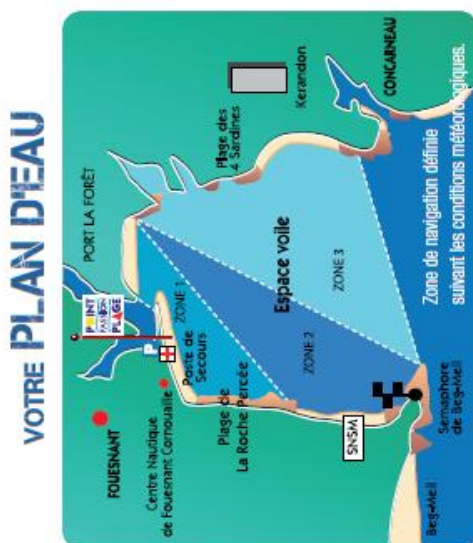 VOTRE PLAN D'EAU
PORT LA FORÊT
POINT
PASSION
PLAGE
P
FOUESNANT
Centre Nautique
de Fouesnant Cornouaille
Poste de
Secours
ZONE 1
Plage de
La Roche Percée
ZONE 2
Espace voile
ZONE 3
Plage des
4 Sardines
Kerandon
CONCARNEAU
SNSM
Semaphore
de Beg-Meil
Beg-Meil
Zone de navigation définie
suivant les conditions météorologiques.